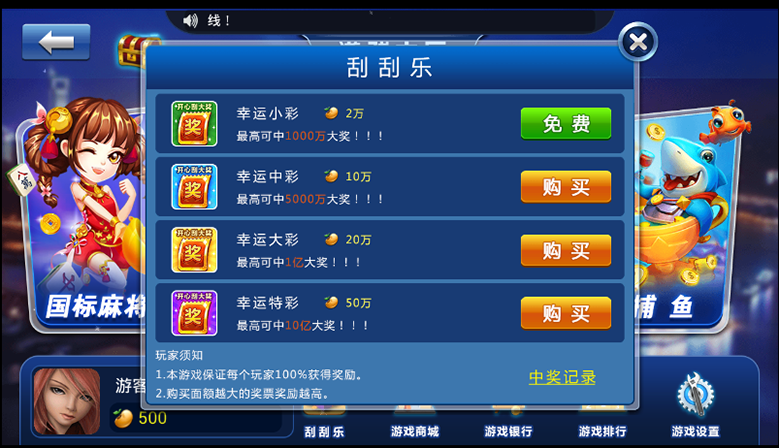 线！
刮刮乐
开心刮大奖
奖
幸运小彩 2万
最高可中1000万大奖！！！
免费
开心刮大奖
奖
幸运中彩 10万
最高可中5000万大奖！！！
购买
开心刮大奖
奖
幸运大彩 20万
最高可中1亿大奖！！！
购买
开心刮大奖
奖
幸运特彩 50万
最高可中10亿大奖！！！
购买
玩家须知
1.本游戏保证每个玩家100%获得奖励。
2.购买面额越大的奖票奖励越高。
中奖记录
八萬
国标麻将
捕鱼
游客
500
刮刮乐
游戏商城
游戏银行
游戏排行
游戏设置